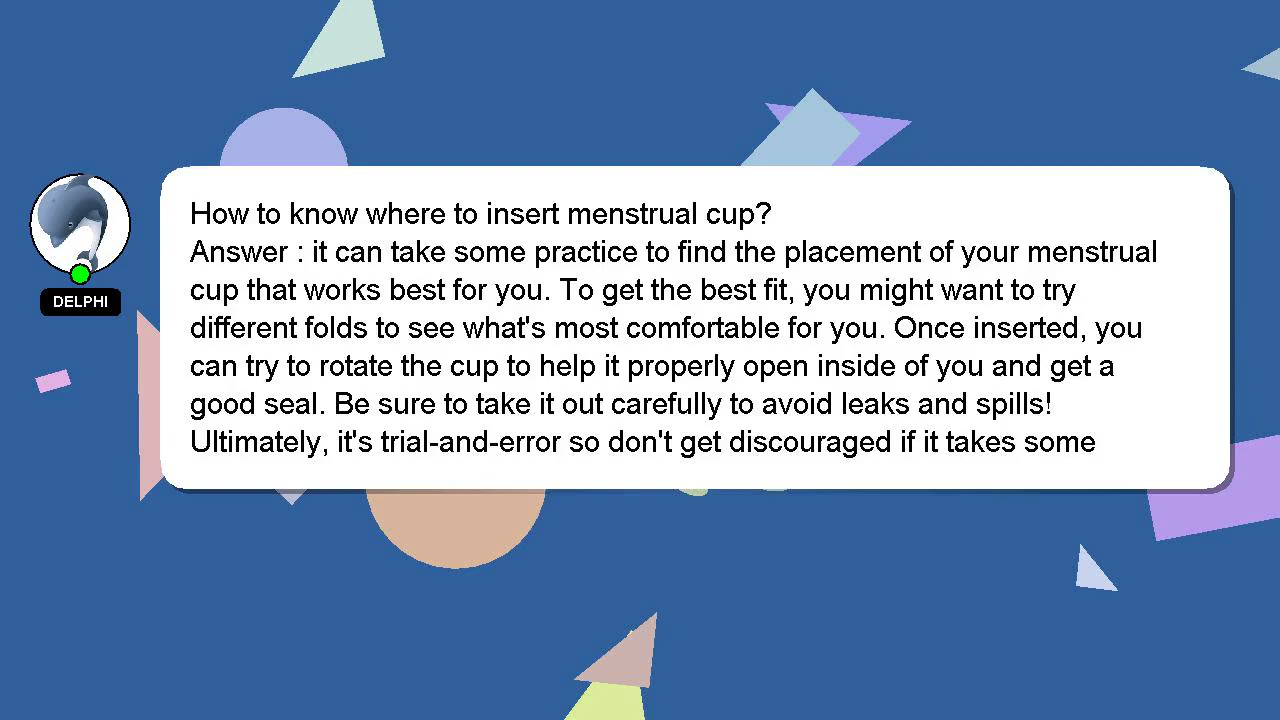 How to know where to insert menstrual cup?
Answer : it can take some practice to find the placement of your menstrual
cup that works best for you. To get the best fit, you might want to try
different folds to see what's most comfortable for you. Once inserted, you
can try to rotate the cup to help it properly open inside of you and get a
good seal. Be sure to take it out carefully to avoid leaks and spills!
Ultimately, it's trial-and-error so don't get discouraged if it takes some
DELPHI